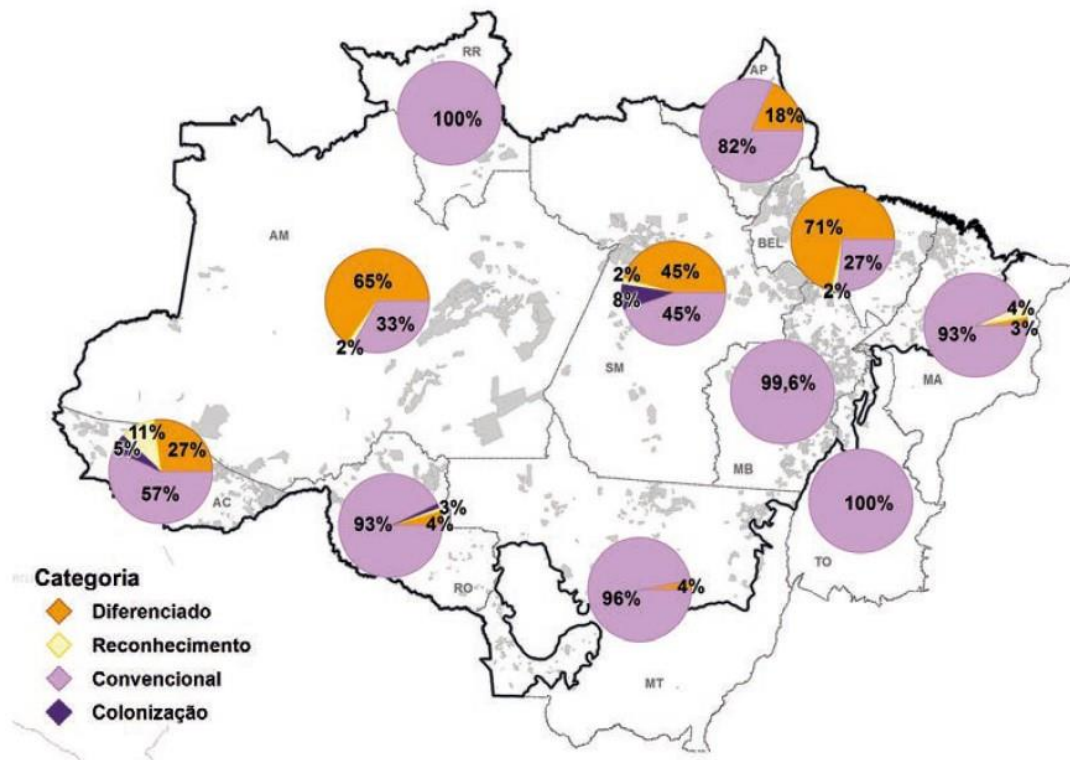 RR
100%
AP
18%
82%
AM
BEL
71%
27%
2%
65%
33%
2%
2%
45%
8%
45%
4%
93%
3%
SM
99,6%
MA
11%
5%
27%
57%
AC
MB
93%
3%
4%
100%
TO
RO
96%
4%
MT
Categoria
Diferenciado
Reconhecimento
Convencional
Colonização